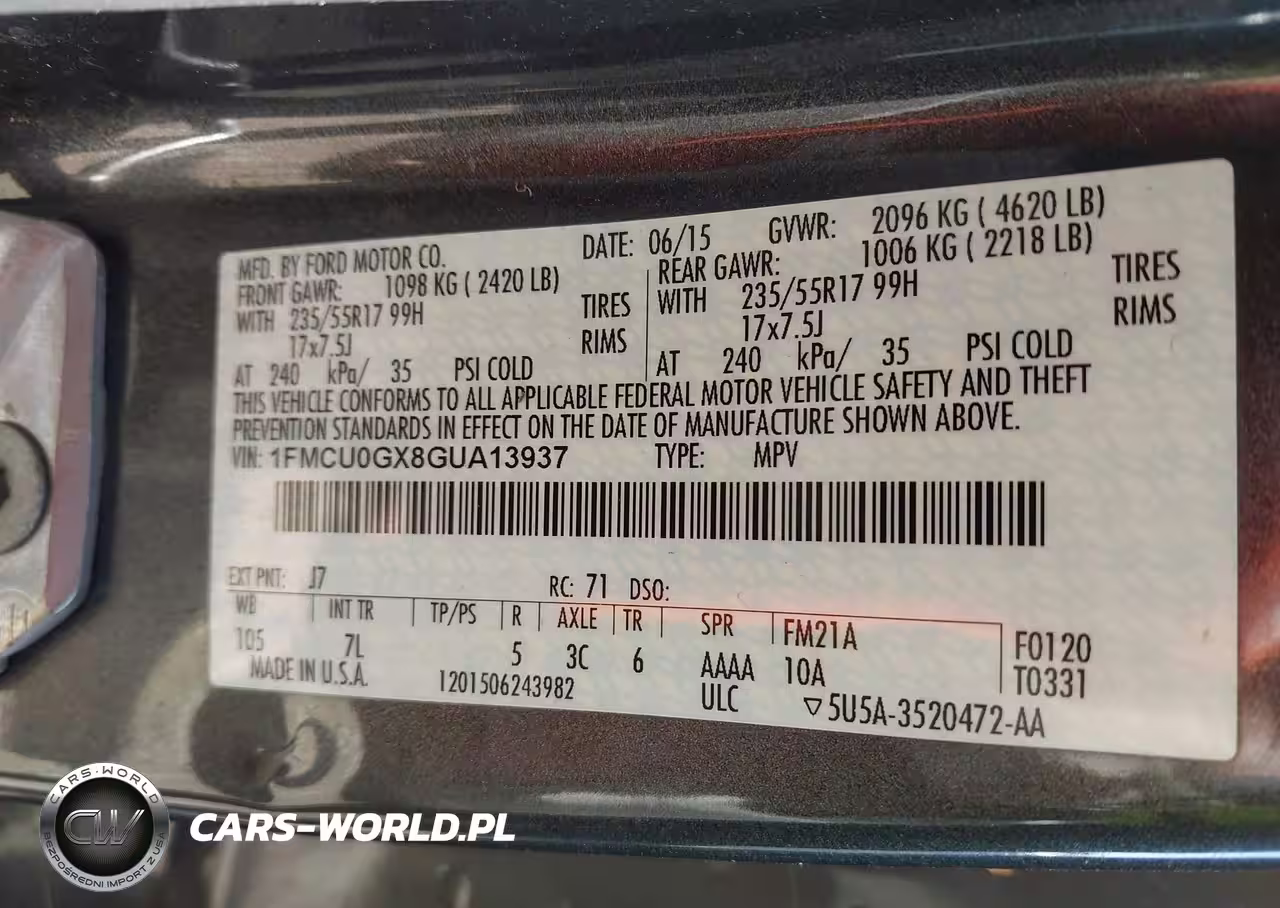 MFD. BY FORD MOTOR CO. DATE: 06/15 GVWR: 2096 KG ( 4620 LB)
FRONT GAWR: 1098 KG ( 2420 LB) REAR GAWR: 1006 KG ( 2218 LB)
WITH 235/55R17 99H TIRES WITH 235/55R17 99H TIRES
17x7.5J RIMS 17x7.5J RIMS
AT 240 kPa/ 35 PSI COLD AT 240 kPa/ 35 PSI COLD
THIS VEHICLE CONFORMS TO ALL APPLICABLE FEDERAL MOTOR VEHICLE SAFETY AND THEFT
PREVENTION STANDARDS IN EFFECT ON THE DATE OF MANUFACTURE SHOWN ABOVE.
VIN: 1FMCU0GX8GUA13937 TYPE: MPV
EXT PNT: J7 RC: 71 DSO:
WB INT TR TP/PS R AXLE TR SPR FM21A F0120
105 7L 5 3C 6 AAAA 10A T0331
MADE IN U.S.A. 1201506243982 ULC ▽5U5A-3520472-AA
CARS-WORLD
CW
BEZPOŚREDNI IMPORT Z USA
CARS-WORLD.PL